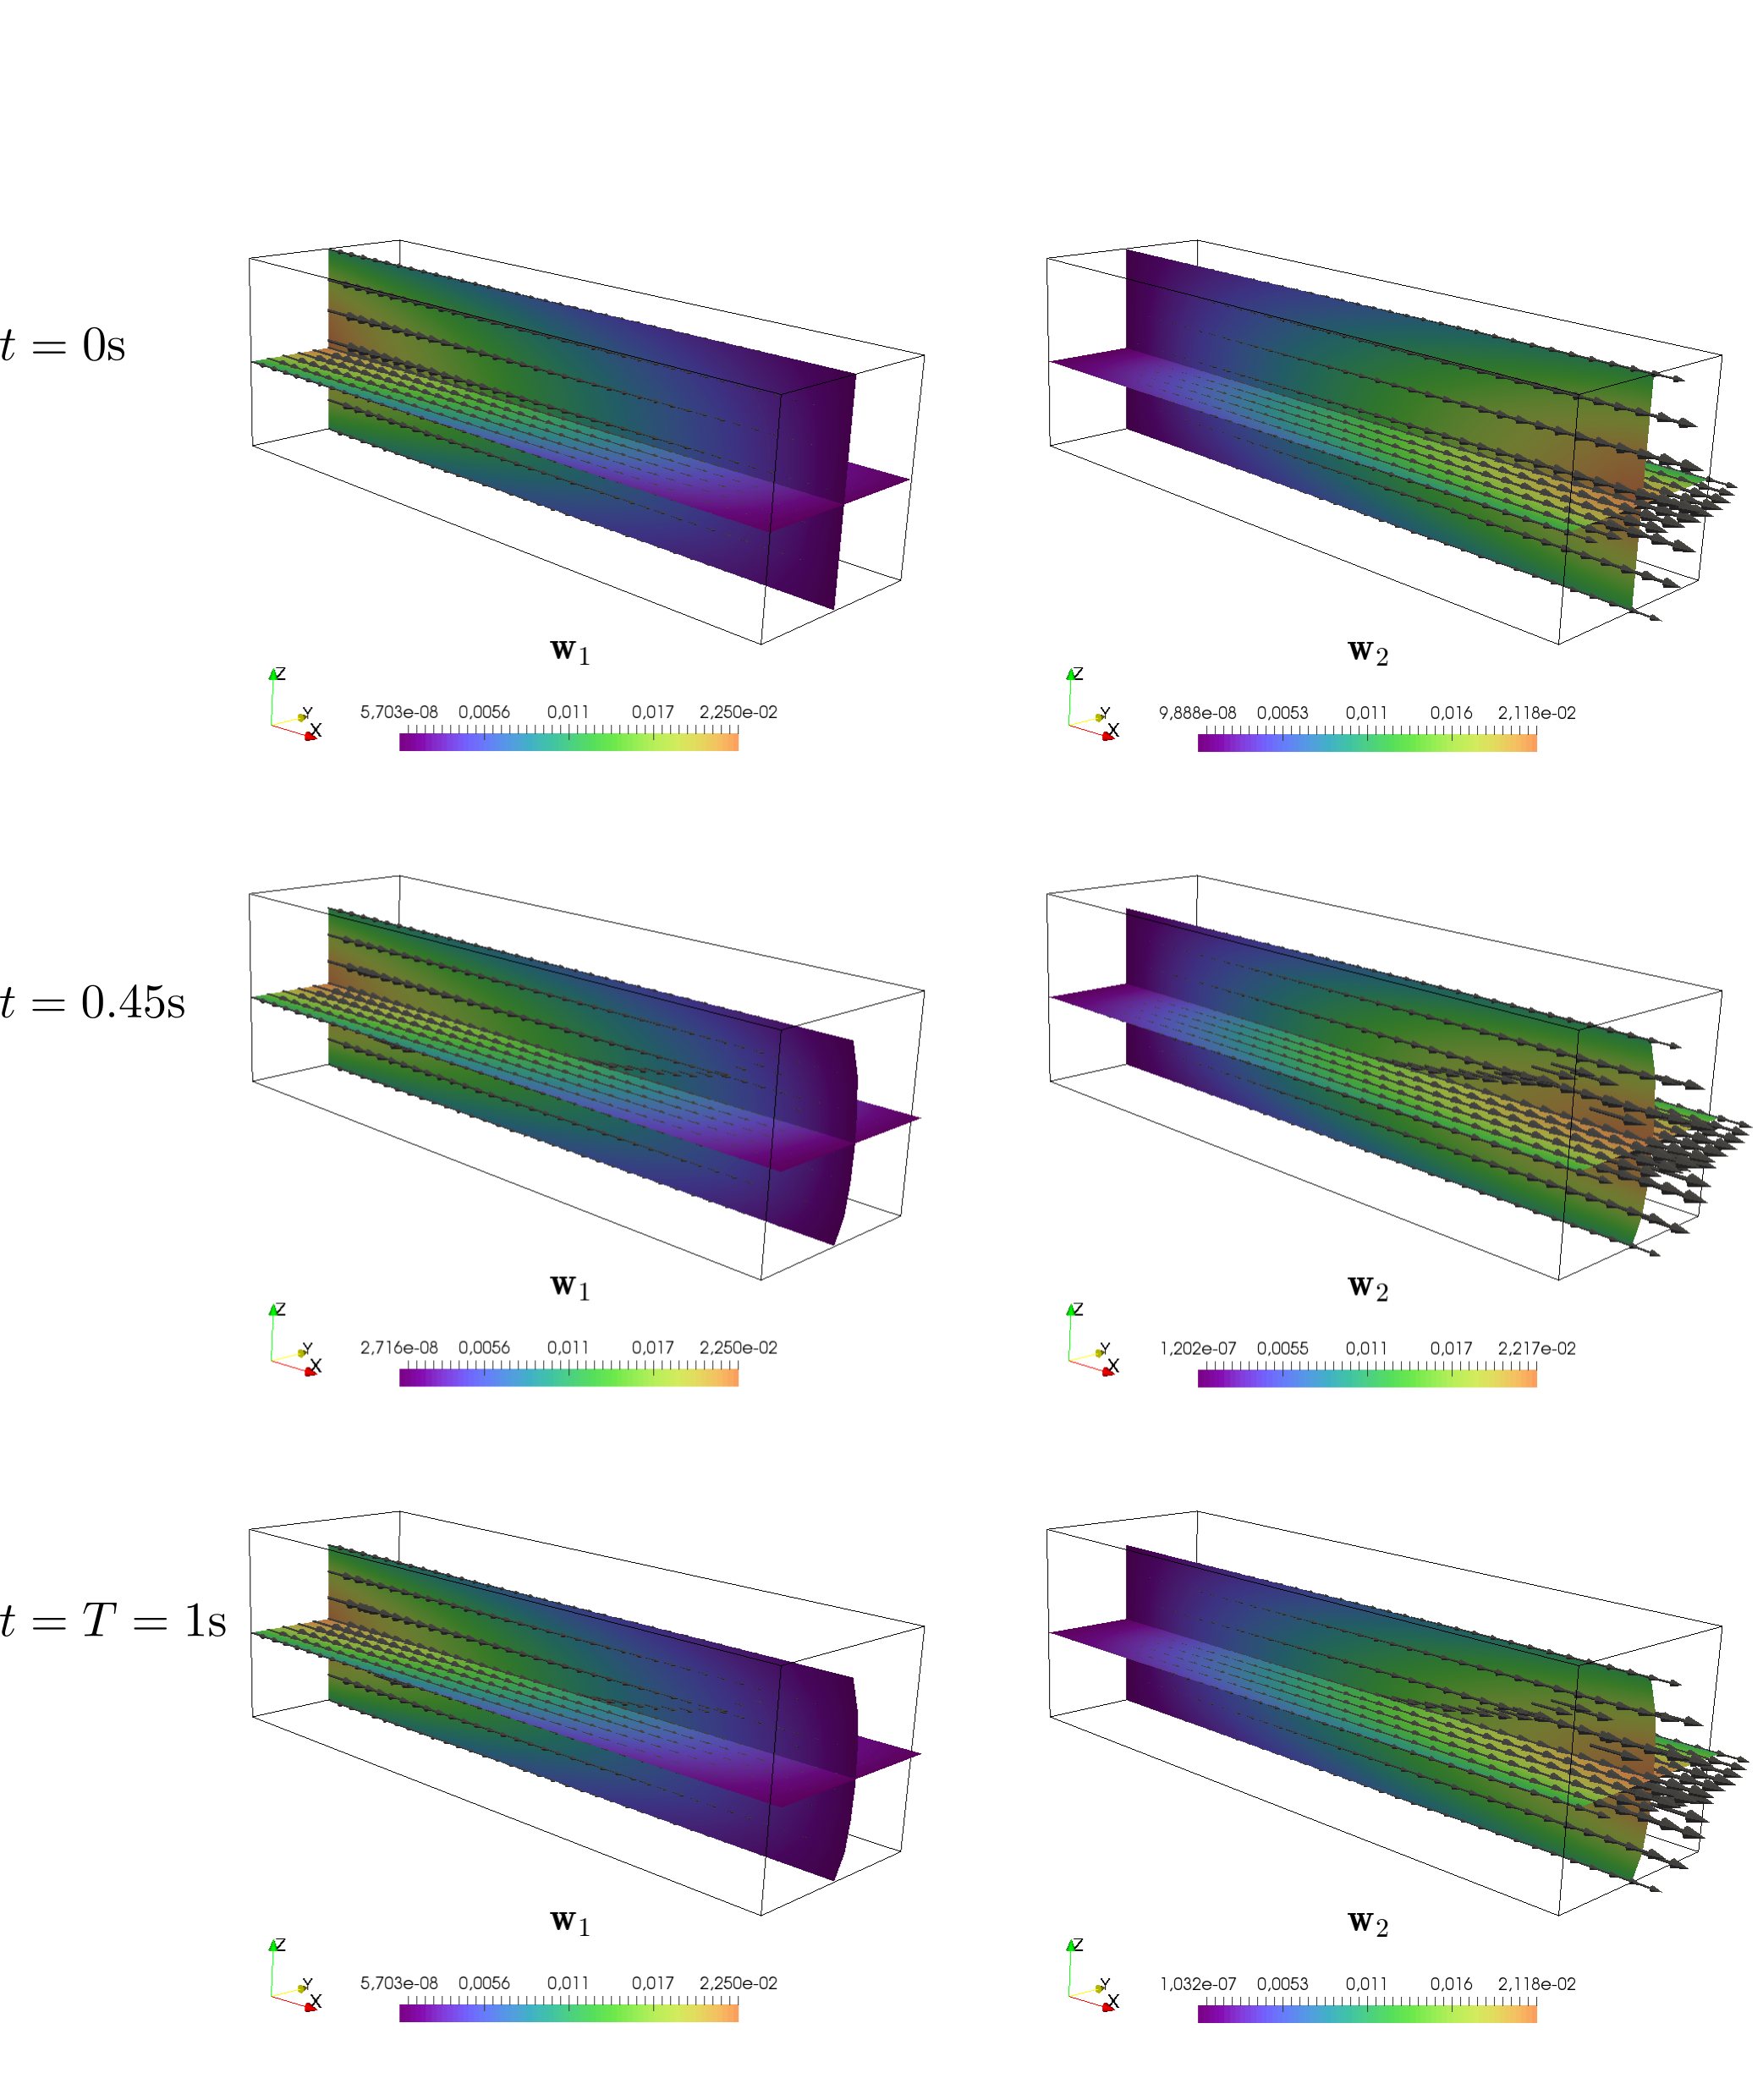 t = 0s
w₁
w₂
Z Y X
Z Y X
5,703e-08 0,0056 0,011 0,017 2,250e-02
9,888e-08 0,0053 0,011 0,016 2,118e-02
t = 0.45s
w₁
w₂
Z Y X
Z Y X
2,716e-08 0,0056 0,011 0,017 2,250e-02
1,202e-07 0,0055 0,011 0,017 2,217e-02
t = T = 1s
w₁
w₂
Z Y X
Z Y X
5,703e-08 0,0056 0,011 0,017 2,250e-02
1,032e-07 0,0053 0,011 0,016 2,118e-02